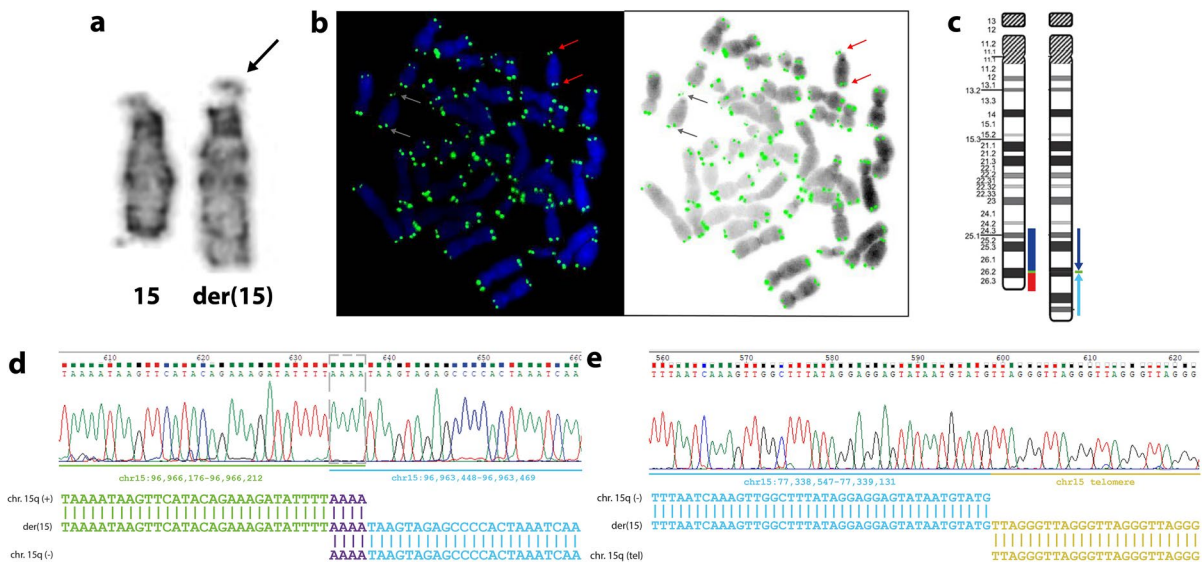 a
15
der(15)
b
c
13
12
11.2
11.1
11.1
11.2
12
13.1
13.2
13.3
14
15.1
15.2
15.3
21.1
21.2
21.3
22.1
22.2
22.31
22.32
22.33
23
24.1
24.2
24.3
25.1
25.2
25.3
26.1
26.2
26.3
d
610
620
630
640
650
660
TAAAATAAGTTCATACAGAAAGATATTTTAAAATAAGTAGAGCCCCACTAAATCAA
chr15:96,966,176-96,966,212
chr15:96,963,448-96,963,469
chr. 15q (+)
TAAAATAAGTTCATACAGAAAGATATTTTAAAA
der(15)
TAAAATAAGTTCATACAGAAAGATATTTTAAAATAAGTAGAGCCCCACTAAATCAA
chr. 15q (-)
AAAATAAGTAGAGCCCCACTAAATCAA
e
560
570
580
590
600
610
620
TTTAATCAAAGTTGGCTTTATAGGAGGAGTATAATGTATGTTAGGGTTAGGGTTAGGGTTAGGG
chr15:77,338,547-77,339,131
chr15 telomere
chr. 15q (-)
TTTAATCAAAGTTGGCTTTATAGGAGGAGTATAATGTATG
der(15)
TTTAATCAAAGTTGGCTTTATAGGAGGAGTATAATGTATGTTAGGGTTAGGGTTAGGGTTAGGG
chr. 15q (tel)
TTAGGGTTAGGGTTAGGGTTAGGG